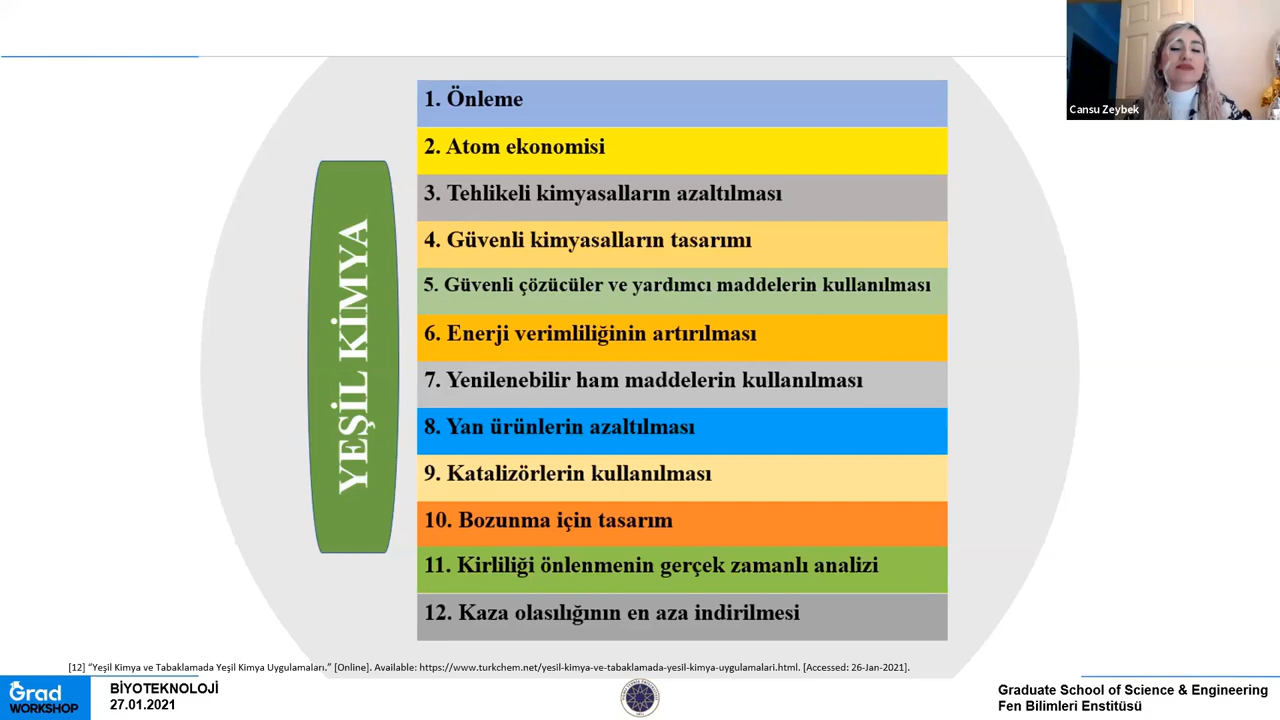 Cansu Zeybek
YEŞİL KİMYA
1. Önleme
2. Atom ekonomisi
3. Tehlikeli kimyasalların azaltılması
4. Güvenli kimyasalların tasarımı
5. Güvenli çözücüler ve yardımcı maddelerin kullanılması
6. Enerji verimliliğinin artırılması
7. Yenilenebilir ham maddelerin kullanılması
8. Yan ürünlerin azaltılması
9. Katalizörlerin kullanılması
10. Bozunma için tasarım
11. Kirliliği önlenmenin gerçek zamanlı analizi
12. Kaza olasılığının en aza indirilmesi
[12] “Yeşil Kimya ve Tabaklamada Yeşil Kimya Uygulamaları.” [Online]. Available: https://www.turkchem.net/yesil-kimya-ve-tabaklamada-yesil-kimya-uygulamalari.html. [Accessed: 26-Jan-2021].
Grad
WORKSHOP
BİYOTEKNOLOJİ
27.01.2021
Graduate School of Science & Engineering
Fen Bilimleri Enstitüsü